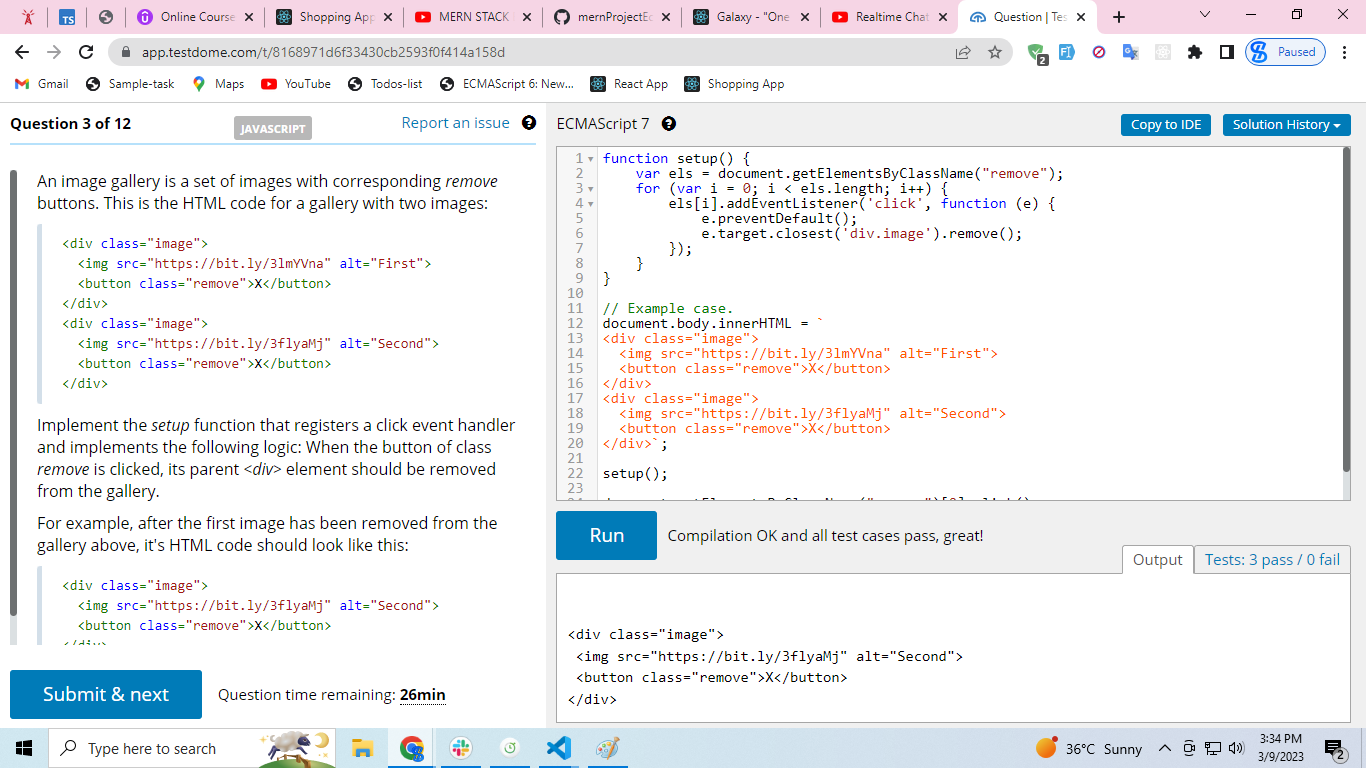 Online Course
Shopping App
MERN STACK
mernProjectEc
Galaxy - "One
Realtime Chat
Question | Tes
app.testdome.com/t/8168971d6f33430cb2593f0f414a158d
2
Paused
Gmail
Sample-task
Maps
YouTube
Todos-list
ECMAScript 6: New...
React App
Shopping App
Question 3 of 12
JAVASCRIPT
Report an issue
An image gallery is a set of images with corresponding remove
buttons. This is the HTML code for a gallery with two images:
<div class="image">
<img src="https://bit.ly/3lmYVna" alt="First">
<button class="remove">X</button>
</div>
<div class="image">
<img src="https://bit.ly/3flyaMj" alt="Second">
<button class="remove">X</button>
</div>
Implement the setup function that registers a click event handler
and implements the following logic: When the button of class
remove is clicked, its parent <div> element should be removed
from the gallery.
For example, after the first image has been removed from the
gallery above, it's HTML code should look like this:
<div class="image">
<img src="https://bit.ly/3flyaMj" alt="Second">
<button class="remove">X</button>
Submit & next
Question time remaining: 26min
ECMAScript 7
Copy to IDE
Solution History
1 function setup() {
2 var els = document.getElementsByClassName("remove");
3 for (var i = 0; i < els.length; i++) {
4 els[i].addEventListener('click', function (e) {
5 e.preventDefault();
6 e.target.closest('div.image').remove();
7 });
8 }
9 }
10
11 // Example case.
12 document.body.innerHTML = `
13 <div class="image">
14 <img src="https://bit.ly/3lmYVna" alt="First">
15 <button class="remove">X</button>
16 </div>
17 <div class="image">
18 <img src="https://bit.ly/3flyaMj" alt="Second">
19 <button class="remove">X</button>
20 </div>`;
21
22 setup();
23
Run
Compilation OK and all test cases pass, great!
Output
Tests: 3 pass / 0 fail
<div class="image">
<img src="https://bit.ly/3flyaMj" alt="Second">
<button class="remove">X</button>
</div>
Type here to search
36°C Sunny
3:34 PM
3/9/2023
2